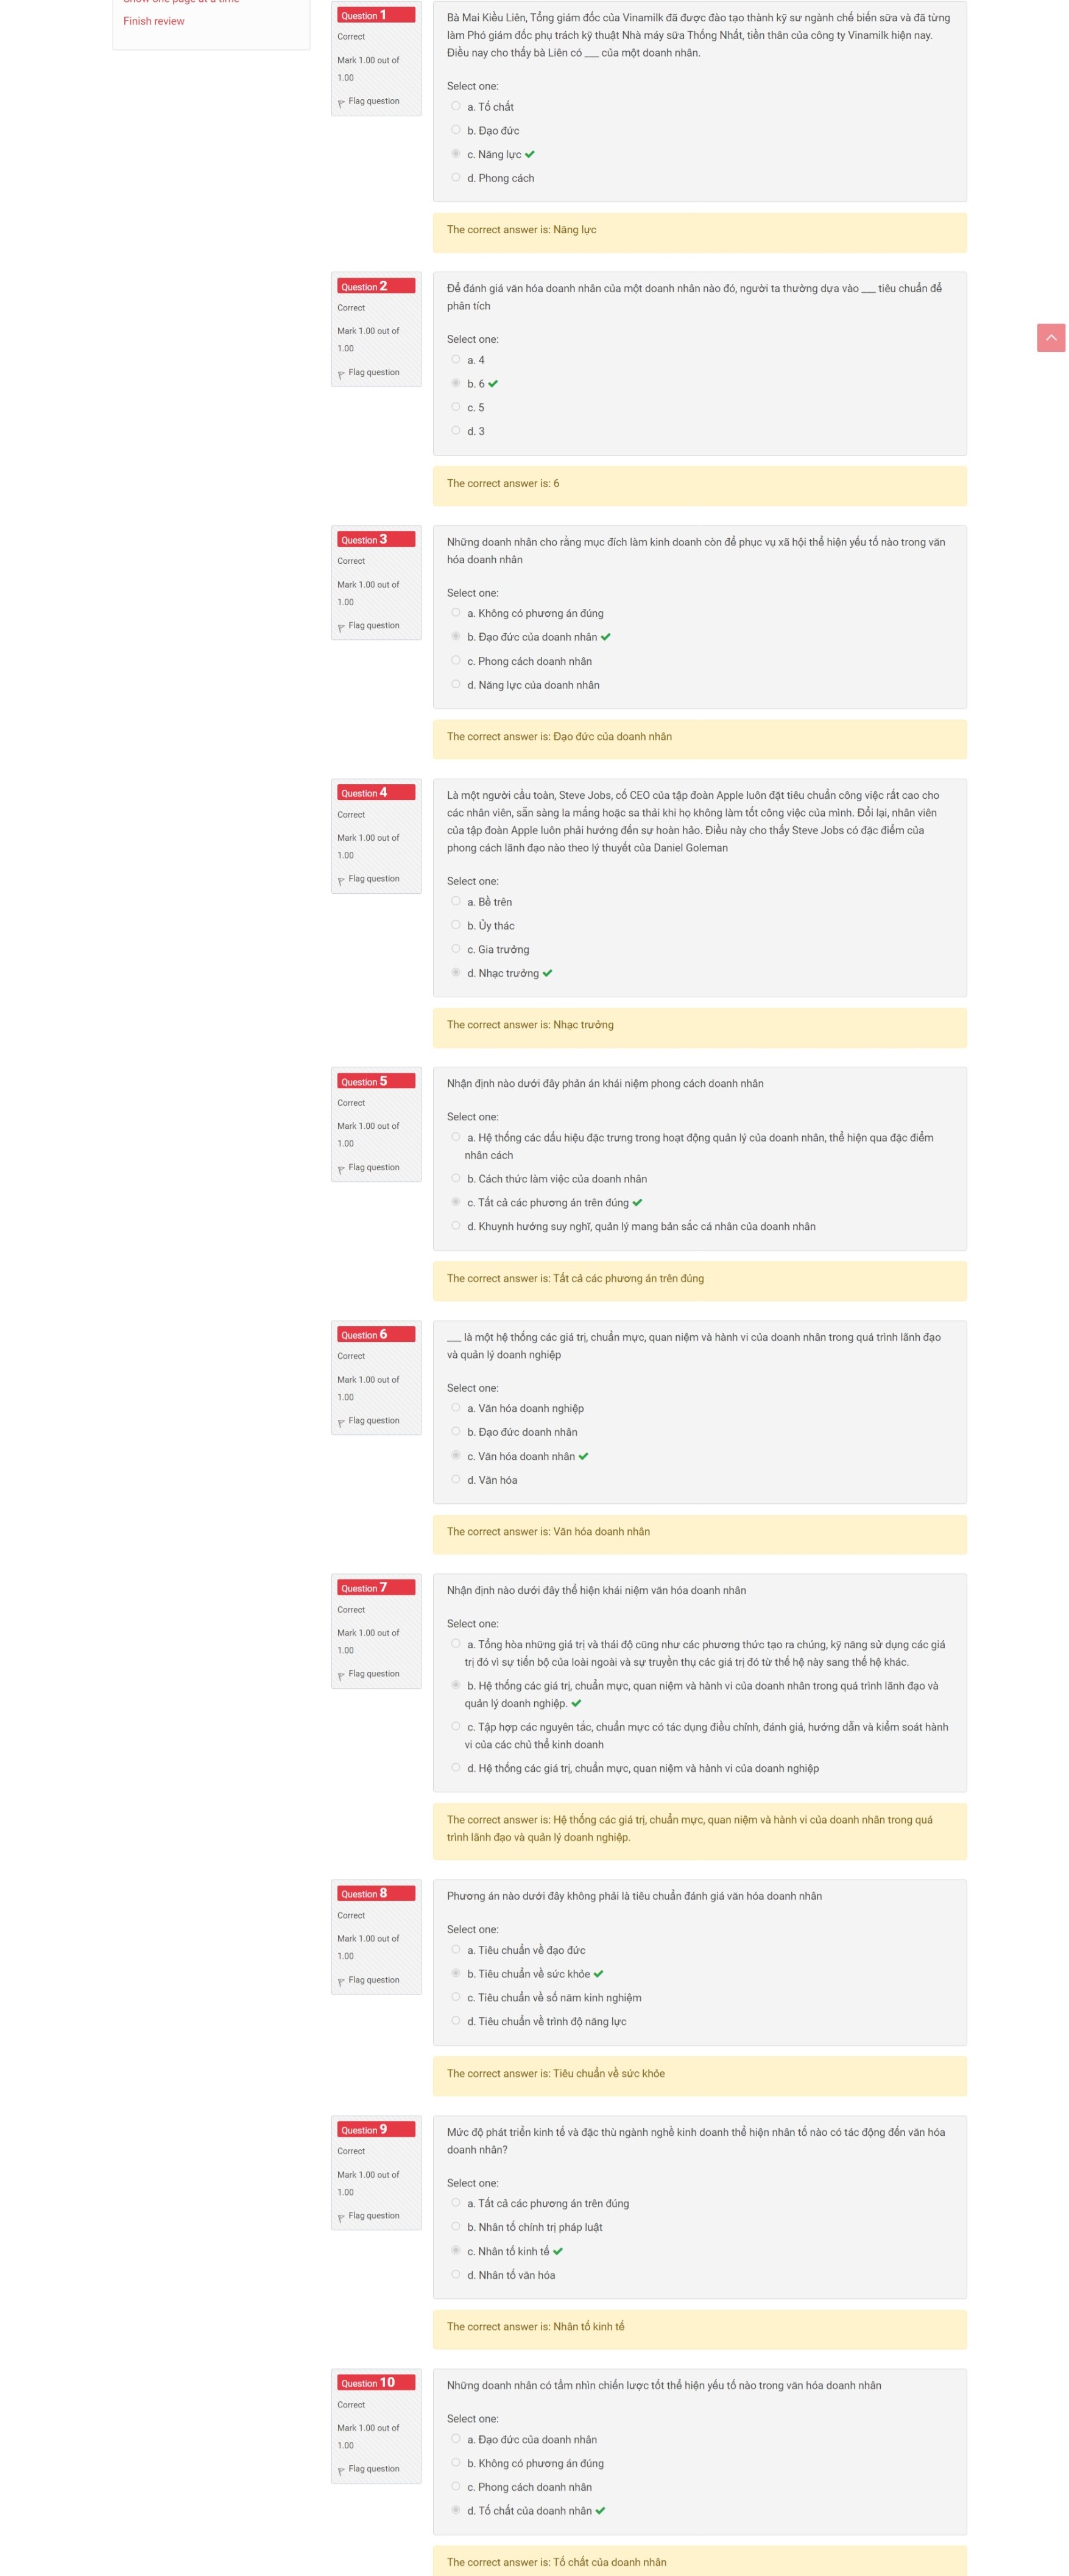 Show one page at a time
Finish review
Question 1
Correct
Mark 1.00 out of
1.00
Flag question
Bà Mai Kiều Liên, Tổng giám đốc của Vinamilk đã được đào tạo thành kỹ sư ngành chế biến sữa và đã từng
làm Phó giám đốc phụ trách kỹ thuật Nhà máy sữa Thống Nhất, tiền thân của công ty Vinamilk hiện nay.
Điều nay cho thấy bà Liên có ___ của một doanh nhân.
Select one:
a. Tố chất
b. Đạo đức
c. Năng lực
d. Phong cách
The correct answer is: Năng lực
Question 2
Correct
Mark 1.00 out of
1.00
Flag question
Để đánh giá văn hóa doanh nhân của một doanh nhân nào đó, người ta thường dựa vào ___ tiêu chuẩn để
phân tích
Select one:
a. 4
b. 6
c. 5
d. 3
The correct answer is: 6
Question 3
Correct
Mark 1.00 out of
1.00
Flag question
Những doanh nhân cho rằng mục đích làm kinh doanh còn để phục vụ xã hội thể hiện yếu tố nào trong văn
hóa doanh nhân
Select one:
a. Không có phương án đúng
b. Đạo đức của doanh nhân
c. Phong cách doanh nhân
d. Năng lực của doanh nhân
The correct answer is: Đạo đức của doanh nhân
Question 4
Correct
Mark 1.00 out of
1.00
Flag question
Là một người cầu toàn, Steve Jobs, cố CEO của tập đoàn Apple luôn đặt tiêu chuẩn công việc rất cao cho
các nhân viên, sẵn sàng la mắng hoặc sa thải khi họ không làm tốt công việc của mình. Đổi lại, nhân viên
của tập đoàn Apple luôn phải hướng đến sự hoàn hảo. Điều này cho thấy Steve Jobs có đặc điểm của
phong cách lãnh đạo nào theo lý thuyết của Daniel Goleman
Select one:
a. Bề trên
b. Ủy thác
c. Gia trưởng
d. Nhạc trưởng
The correct answer is: Nhạc trưởng
Question 5
Correct
Mark 1.00 out of
1.00
Flag question
Nhận định nào dưới đây phản án khái niệm phong cách doanh nhân
Select one:
a. Hệ thống các dấu hiệu đặc trưng trong hoạt động quản lý của doanh nhân, thể hiện qua đặc điểm
nhân cách
b. Cách thức làm việc của doanh nhân
c. Tất cả các phương án trên đúng
d. Khuynh hướng suy nghĩ, quản lý mang bản sắc cá nhân của doanh nhân
The correct answer is: Tất cả các phương án trên đúng
Question 6
Correct
Mark 1.00 out of
1.00
Flag question
___ là một hệ thống các giá trị, chuẩn mực, quan niệm và hành vi của doanh nhân trong quá trình lãnh đạo
và quản lý doanh nghiệp
Select one:
a. Văn hóa doanh nghiệp
b. Đạo đức doanh nhân
c. Văn hóa doanh nhân
d. Văn hóa
The correct answer is: Văn hóa doanh nhân
Question 7
Correct
Mark 1.00 out of
1.00
Flag question
Nhận định nào dưới đây thể hiện khái niệm văn hóa doanh nhân
Select one:
a. Tổng hòa những giá trị và thái độ cũng như các phương thức tạo ra chúng, kỹ năng sử dụng các giá
trị đó vì sự tiến bộ của loài ngoài và sự truyền thụ các giá trị đó từ thế hệ này sang thế hệ khác.
b. Hệ thống các giá trị, chuẩn mực, quan niệm và hành vi của doanh nhân trong quá trình lãnh đạo và
quản lý doanh nghiệp.
c. Tập hợp các nguyên tắc, chuẩn mực có tác dụng điều chỉnh, đánh giá, hướng dẫn và kiểm soát hành
vi của các chủ thể kinh doanh
d. Hệ thống các giá trị, chuẩn mực, quan niệm và hành vi của doanh nghiệp
The correct answer is: Hệ thống các giá trị, chuẩn mực, quan niệm và hành vi của doanh nhân trong quá
trình lãnh đạo và quản lý doanh nghiệp.
Question 8
Correct
Mark 1.00 out of
1.00
Flag question
Phương án nào dưới đây không phải là tiêu chuẩn đánh giá văn hóa doanh nhân
Select one:
a. Tiêu chuẩn về đạo đức
b. Tiêu chuẩn về sức khỏe
c. Tiêu chuẩn về số năm kinh nghiệm
d. Tiêu chuẩn về trình độ năng lực
The correct answer is: Tiêu chuẩn về sức khỏe
Question 9
Correct
Mark 1.00 out of
1.00
Flag question
Mức độ phát triển kinh tế và đặc thù ngành nghề kinh doanh thể hiện nhân tố nào có tác động đến văn hóa
doanh nhân?
Select one:
a. Tất cả các phương án trên đúng
b. Nhân tố chính trị pháp luật
c. Nhân tố kinh tế
d. Nhân tố văn hóa
The correct answer is: Nhân tố kinh tế
Question 10
Correct
Mark 1.00 out of
1.00
Flag question
Những doanh nhân có tầm nhìn chiến lược tốt thể hiện yếu tố nào trong văn hóa doanh nhân
Select one:
a. Đạo đức của doanh nhân
b. Không có phương án đúng
c. Phong cách doanh nhân
d. Tố chất của doanh nhân
The correct answer is: Tố chất của doanh nhân